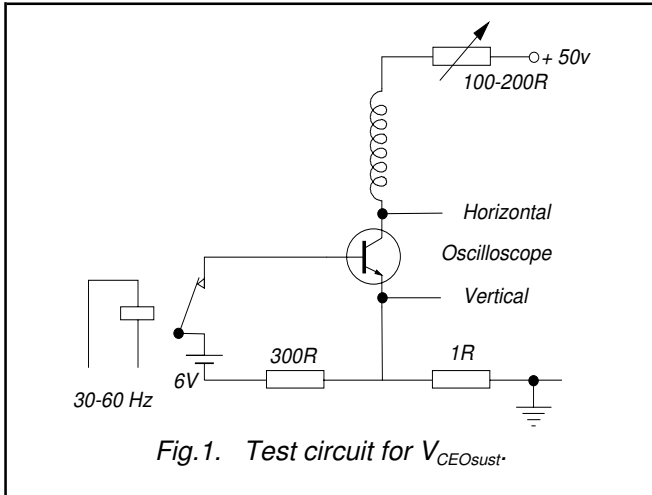 + 50v
100-200R
Horizontal
Oscilloscope
Vertical
300R
1R
6V
30-60 Hz
Fig.1. Test circuit for VCEOsust.